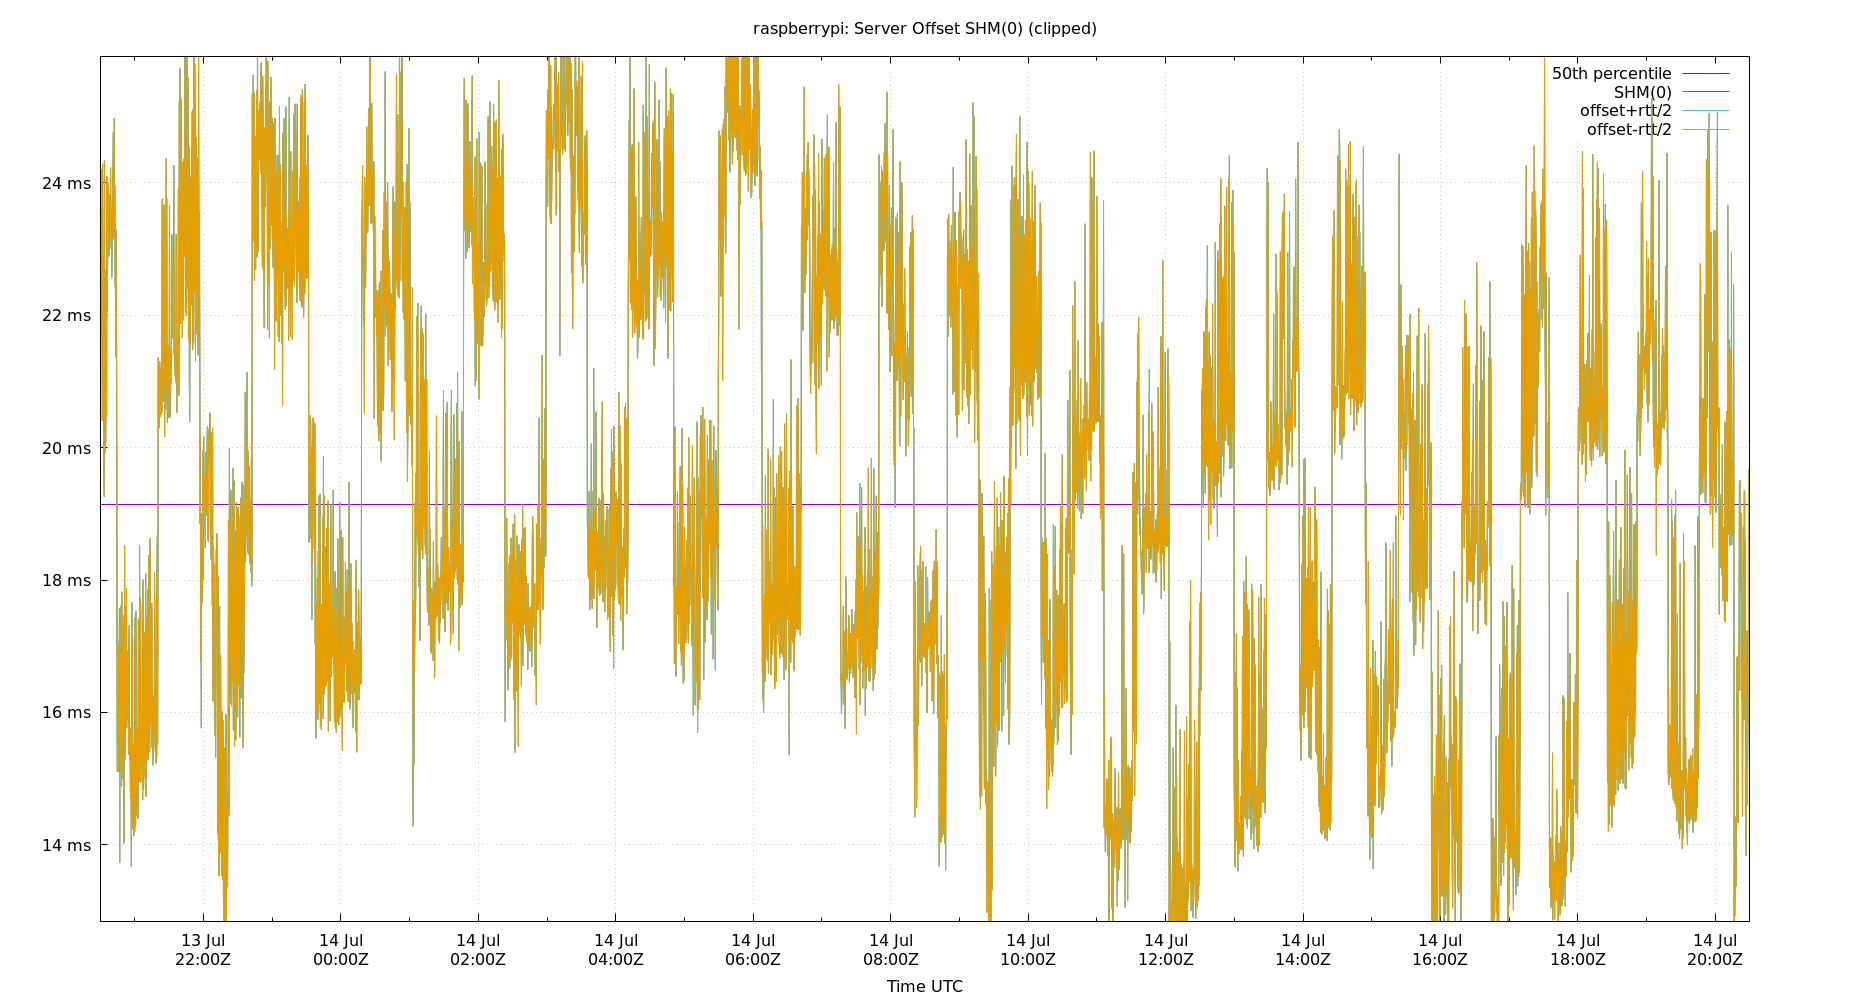 raspberrypi: Server Offset SHM(0) (clipped)
50th percentile
SHM(0)
offset+rtt/2
offset-rtt/2
24 ms
22 ms
20 ms
18 ms
16 ms
14 ms
13 Jul 14 Jul 14 Jul 14 Jul 14 Jul 14 Jul 14 Jul 14 Jul 14 Jul 14 Jul 14 Jul 14 Jul
22:00Z 00:00Z 02:00Z 04:00Z 06:00Z 08:00Z 10:00Z 12:00Z 14:00Z 16:00Z 18:00Z 20:00Z
Time UTC